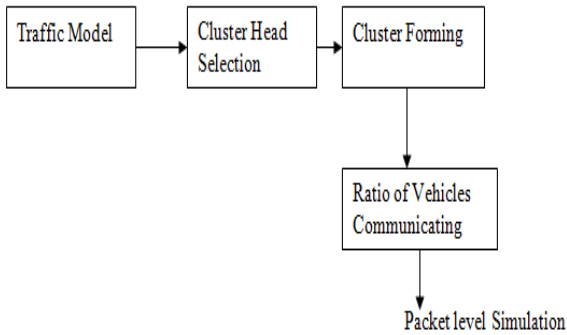 Traffic Model
Cluster Head
Selection
Cluster Forming
Ratio of Vehicles
Communicating
Packet level Simulation